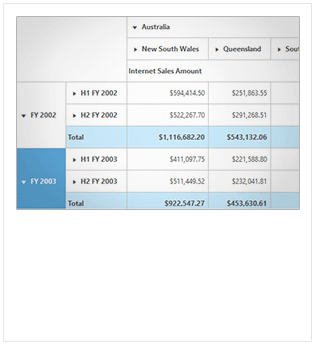 Australia
New South Wales Queensland Sout
Internet Sales Amount
FY 2002 H1 FY 2002 $594,414.50 $251,863.55
H2 FY 2002 $522,267.70 $291,268.51
Total $1,116,682.20 $543,132.06
FY 2003 H1 FY 2003 $411,097.75 $221,588.80
H2 FY 2003 $511,449.52 $232,041.81
Total $922,547.27 $453,630.61